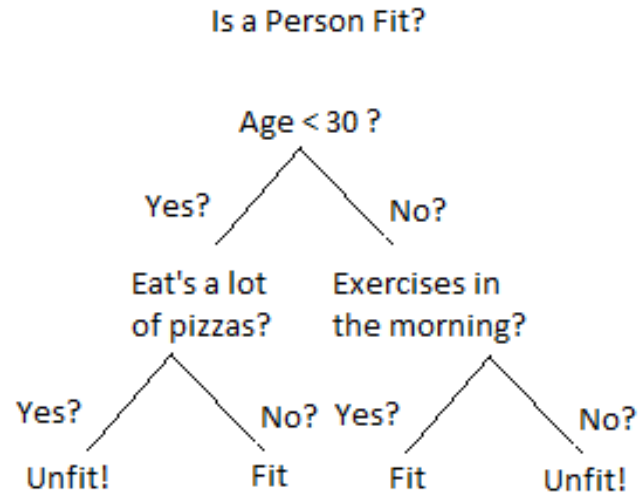 Is a Person Fit?
Age < 30 ?
Yes?
No?
Eat's a lot
of pizzas?
Exercises in
the morning?
Yes?
No?
Yes?
No?
Unfit!
Fit
Fit
Unfit!